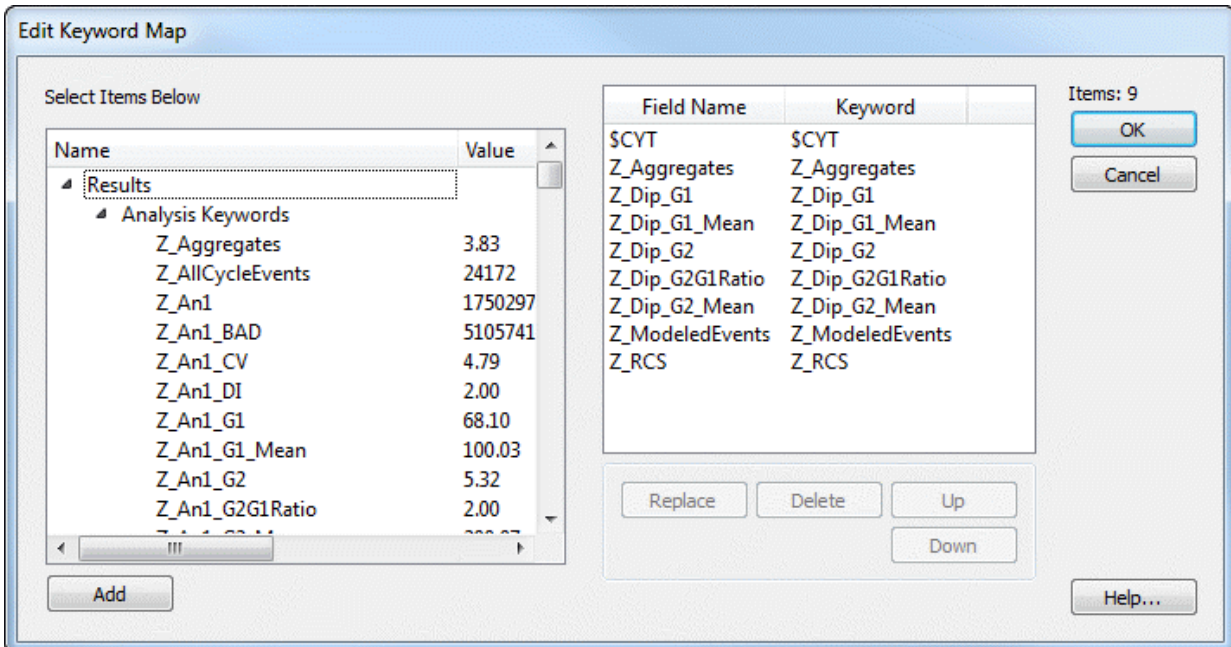 Edit Keyword Map
Select Items Below
Name Value
Results
Analysis Keywords
Z_Aggregates 3.83
Z_AllCycleEvents 24172
Z_An1 1750297
Z_An1_BAD 5105741
Z_An1_CV 4.79
Z_An1_DI 2.00
Z_An1_G1 68.10
Z_An1_G1_Mean 100.03
Z_An1_G2 5.32
Z_An1_G2G1Ratio 2.00
Add
Field Name Keyword
$CYT $CYT
Z_Aggregates Z_Aggregates
Z_Dip_G1 Z_Dip_G1
Z_Dip_G1_Mean Z_Dip_G1_Mean
Z_Dip_G2 Z_Dip_G2
Z_Dip_G2G1Ratio Z_Dip_G2G1Ratio
Z_Dip_G2_Mean Z_Dip_G2_Mean
Z_ModeledEvents Z_ModeledEvents
Z_RCS Z_RCS
Replace Delete Up
Down
Items: 9
OK
Cancel
Help...